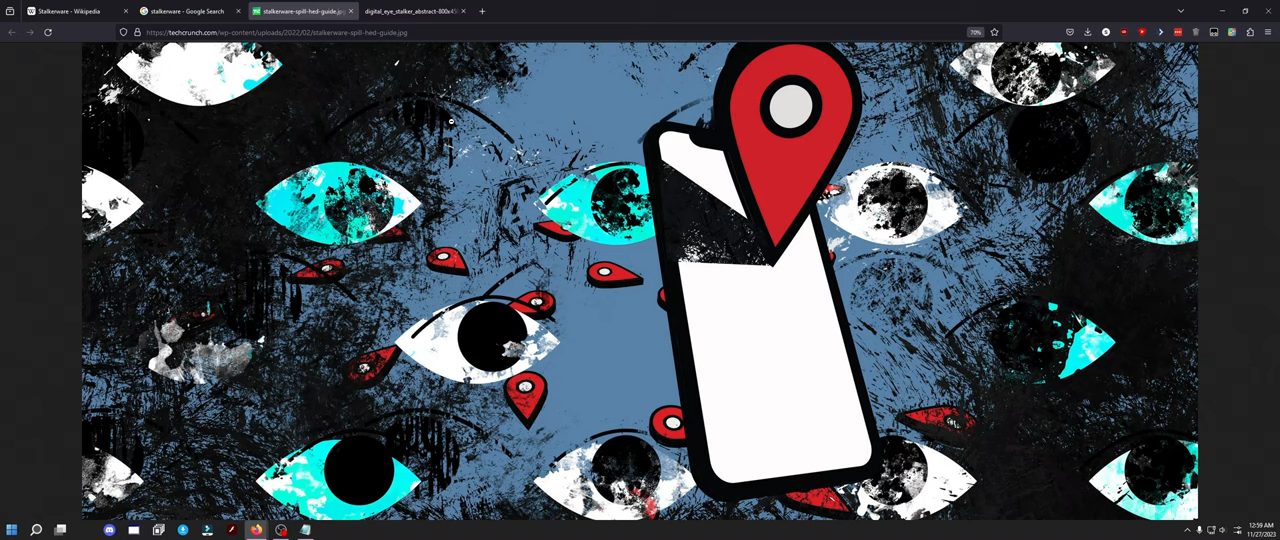 stalkerware - Wikipedia
stalkerware - Google Search
stalkerware-spill-hed-guide.jpg
digital_eye_stalker_abstract-800x45
https://techcrunch.com/wp-content/uploads/2022/02/stalkerware-spill-hed-guide.jpg
70%
12:59 AM
11/27/2023